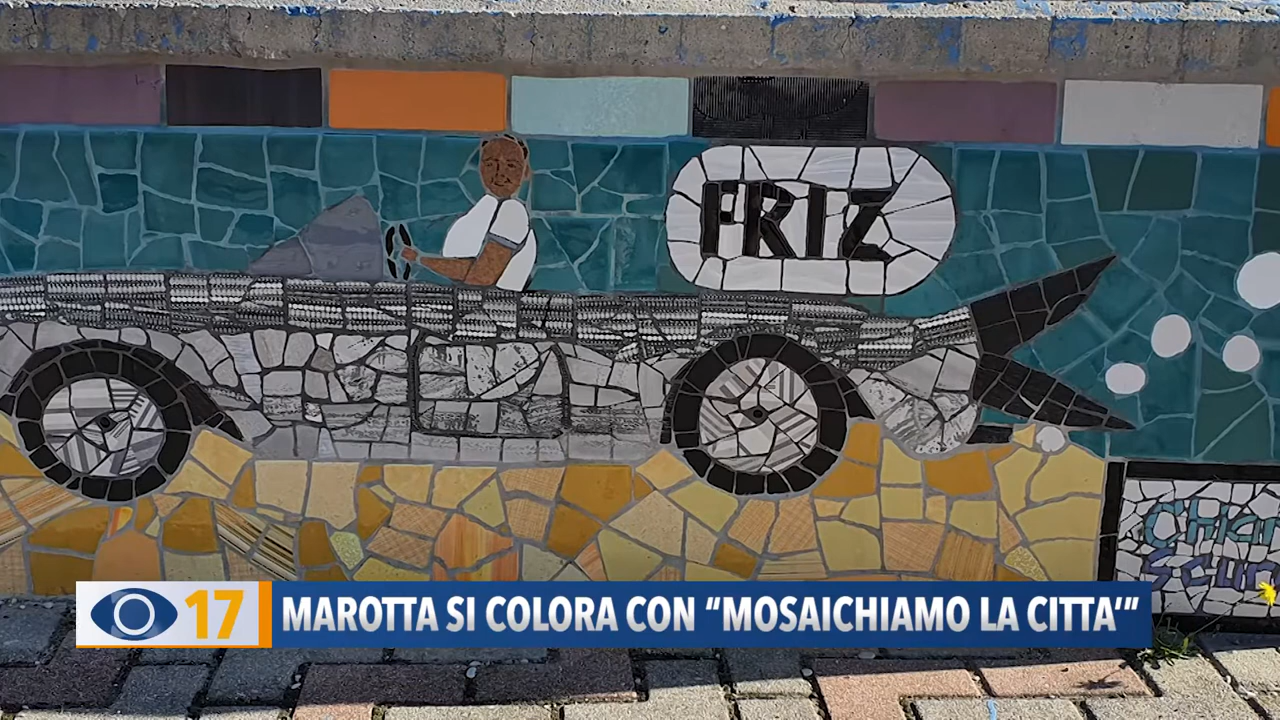 FRIZ
17 MAROTTA SI COLORA CON “MOSAICHIAMO LA CITTA‘”